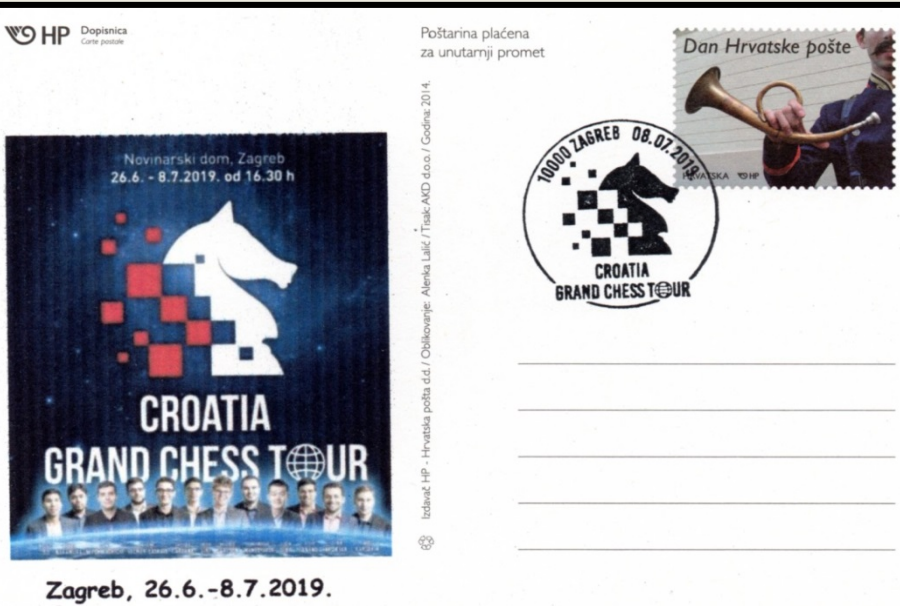 HP
Dopisnica
Carte postale
Poštarina plaćena
za unutarnji promet
Dan Hrvatske pošte
HRVATSKA HP
Novinarski dom, Zagreb
26.6. - 8.7.2019. od 16.30 h
CROATIA
GRAND CHESS TOUR
Zagreb, 26.6.-8.7.2019.
Izdavač HP - Hrvatska pošta d.d. / Oblikovanje: Alenka Lalić / Tisak: AKD d.o.o. / Godina: 2014.
10000 ZAGREB 08.07.2019
CROATIA
GRAND CHESS TOUR